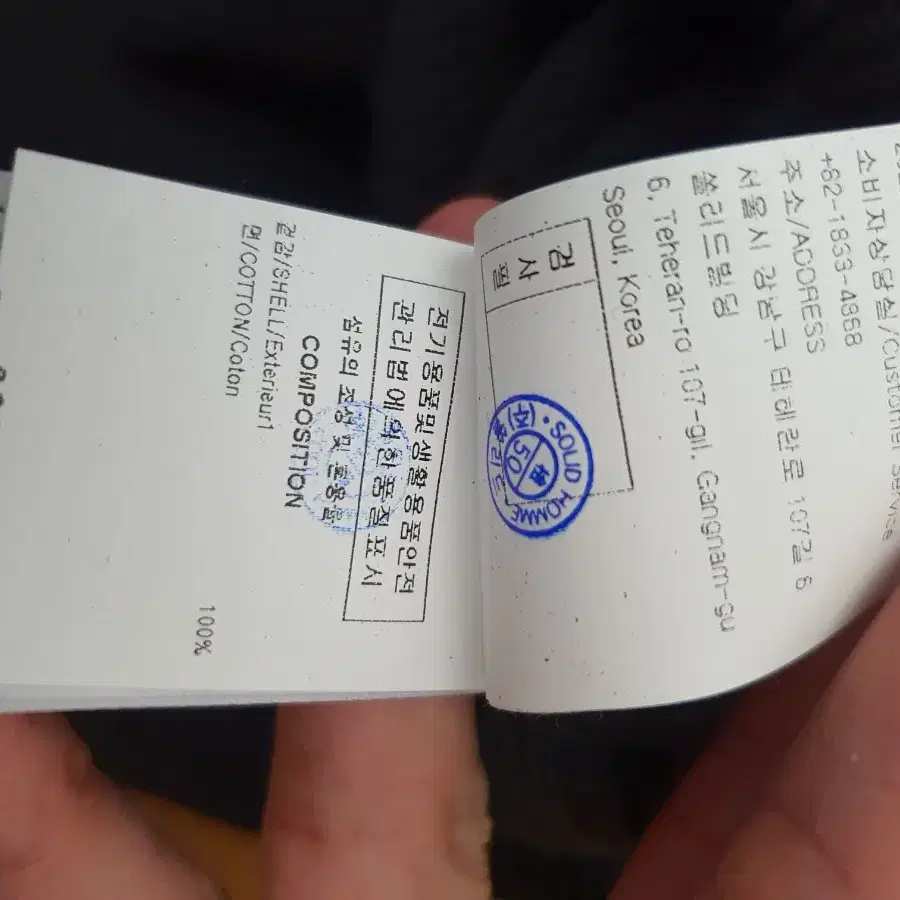 소비자상담실/Customer service
+82-1833-4668
주소/ADDRESS
서울시 강남구 테헤란로 107길 6
쏠리드빌딩
6, Teheran-ro 107-gil, Gangnam-gu
Seoul, Korea
검사필
SOLID HOMME
50
전기용품및생활용품안전
관리법에의한품질표시
섬유의 조성 및 혼용율
COMPOSITION
겉감/SHELL/Exterieur1
면/COTTON/Coton
100%